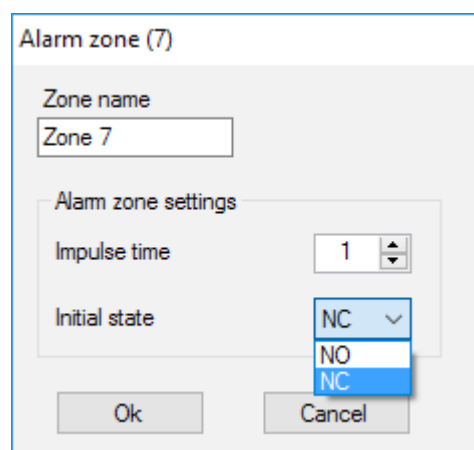 Alarm zone (7)
Zone name
Zone 7
Alarm zone settings
Impulse time 1
Initial state NC
NO
NC
Ok Cancel